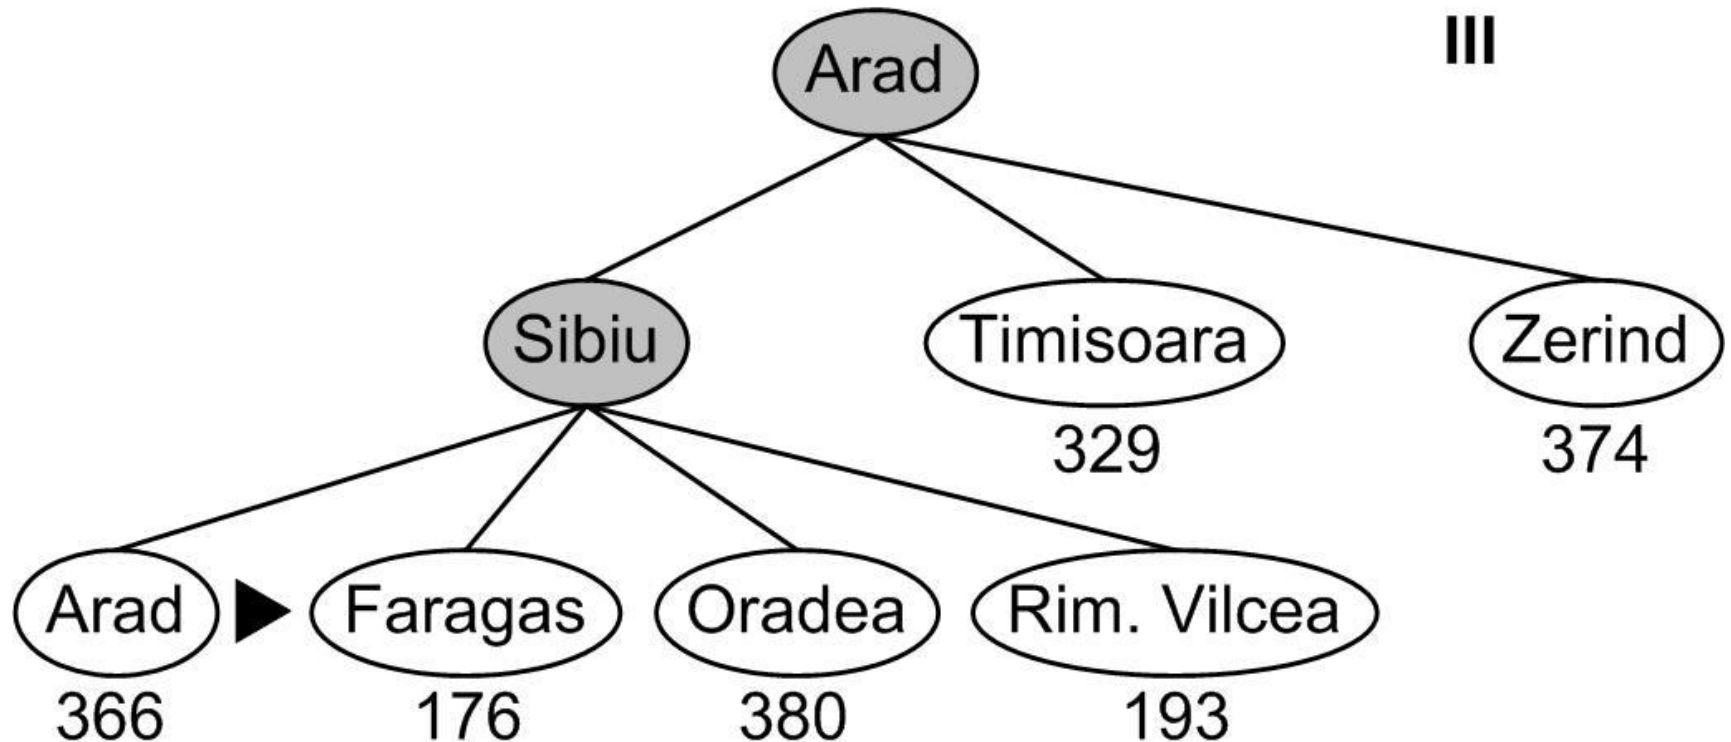 III
Arad
Sibiu Timisoara Zerind
329 374
Arad Faragas Oradea Rim. Vilcea
366 176 380 193